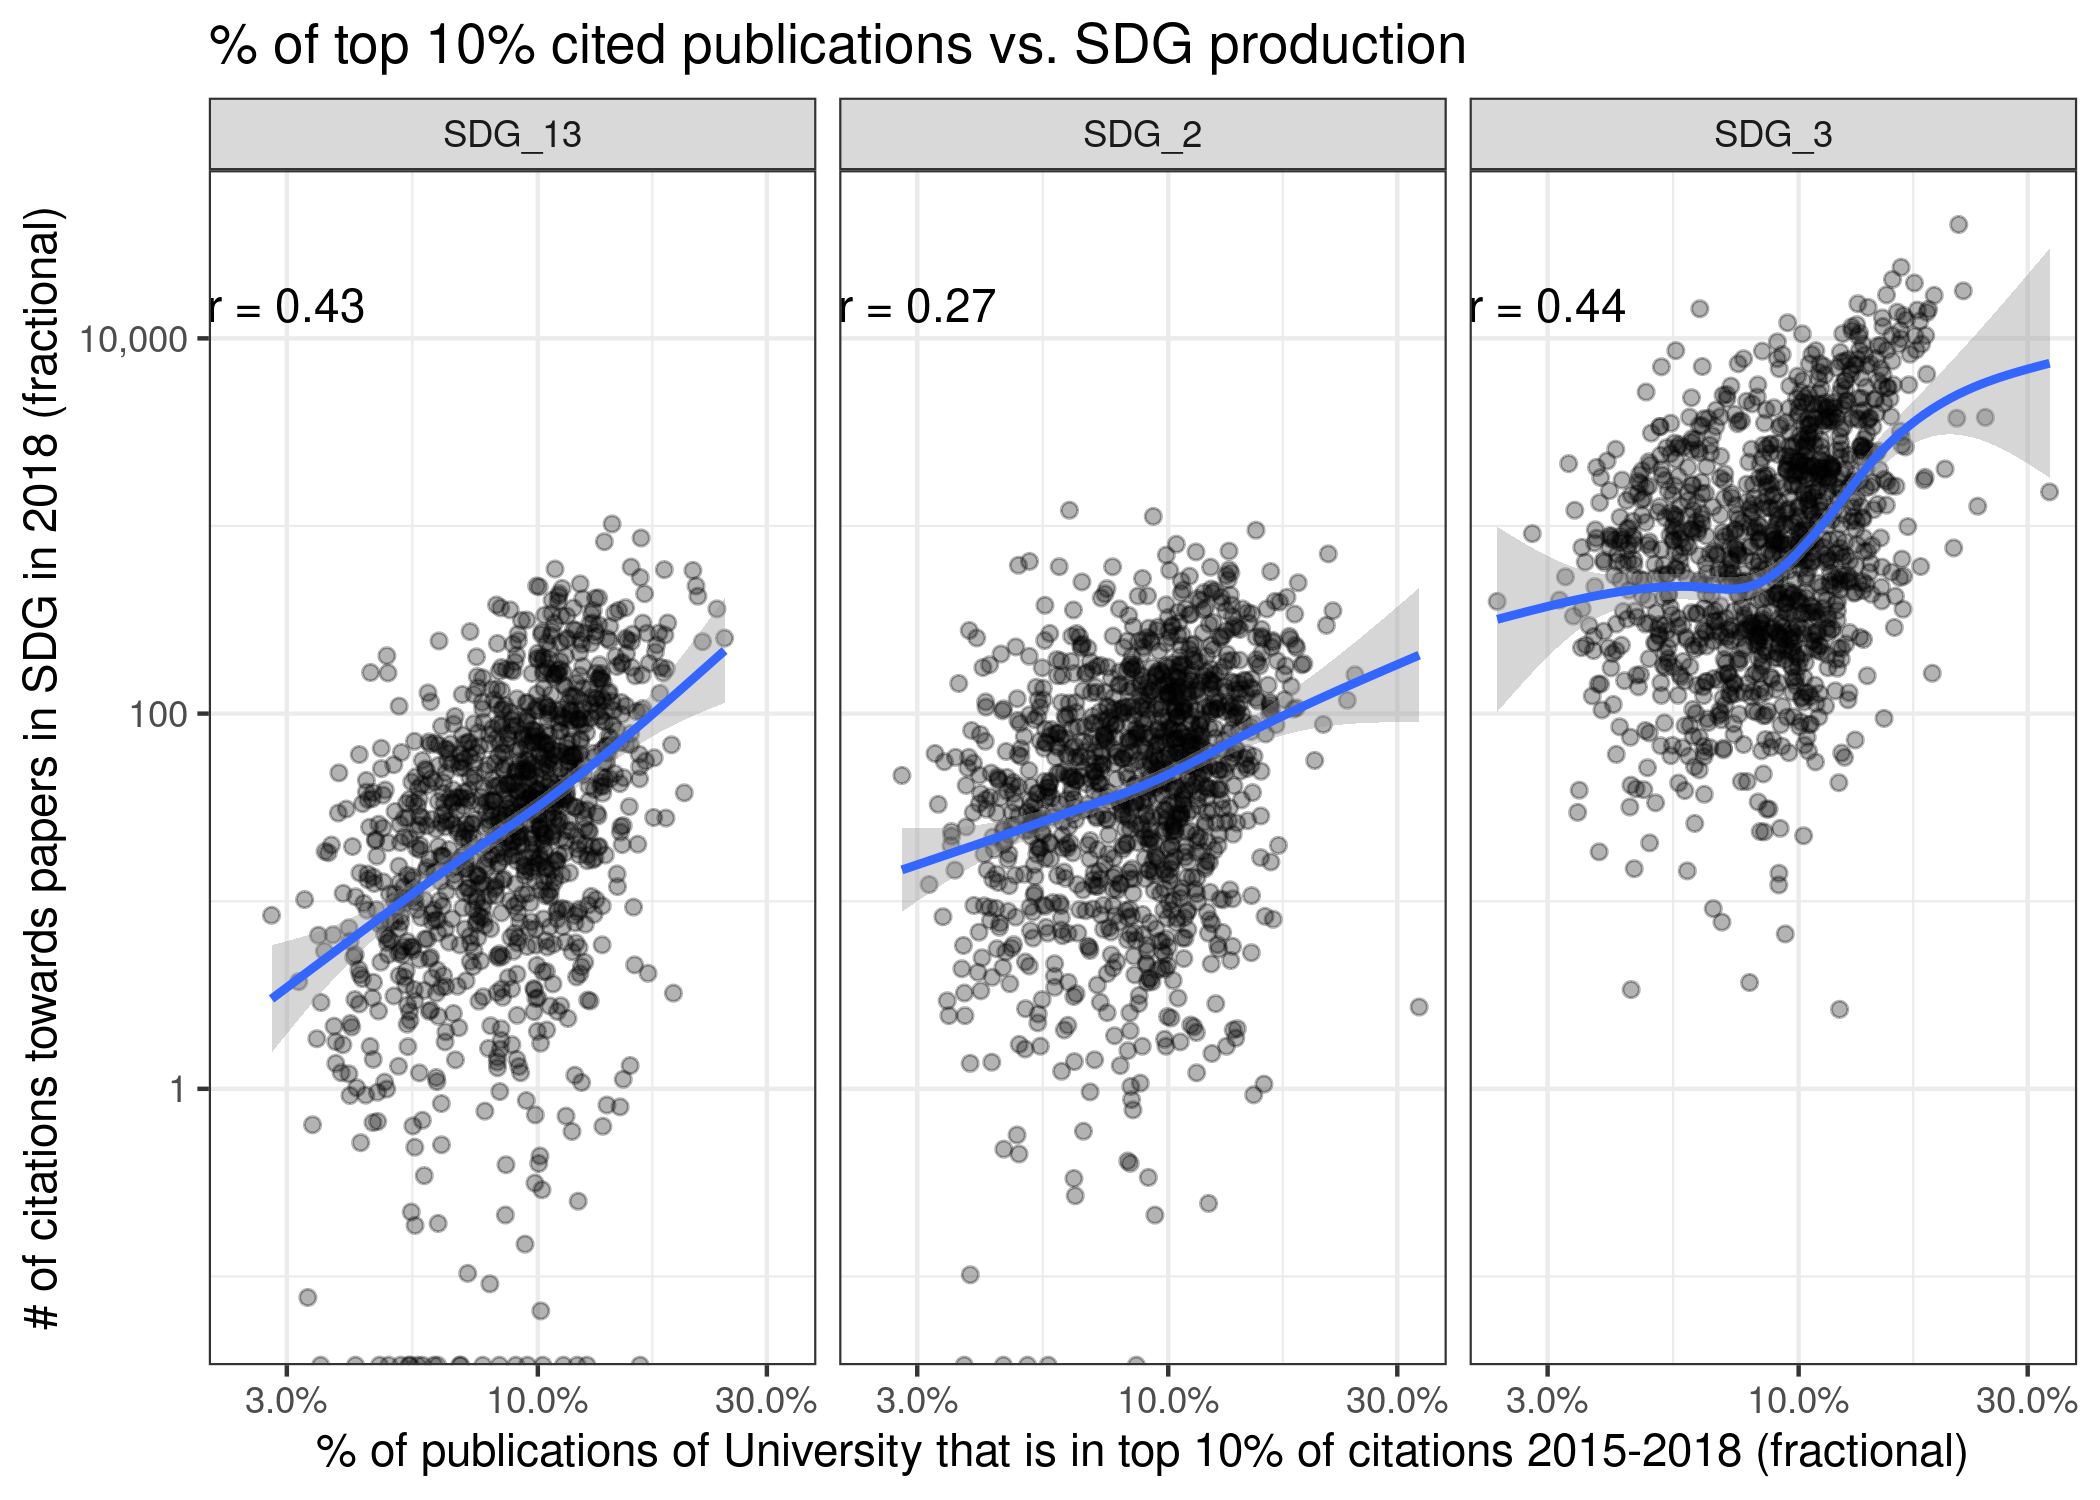 % of top 10% cited publications vs. SDG production
SDG_13
SDG_2
SDG_3
# of citations towards papers in SDG in 2018 (fractional)
r = 0.43
r = 0.27
r = 0.44
10,000
100
1
3.0%
10.0%
30.0%
3.0%
10.0%
30.0%
3.0%
10.0%
30.0%
% of publications of University that is in top 10% of citations 2015-2018 (fractional)